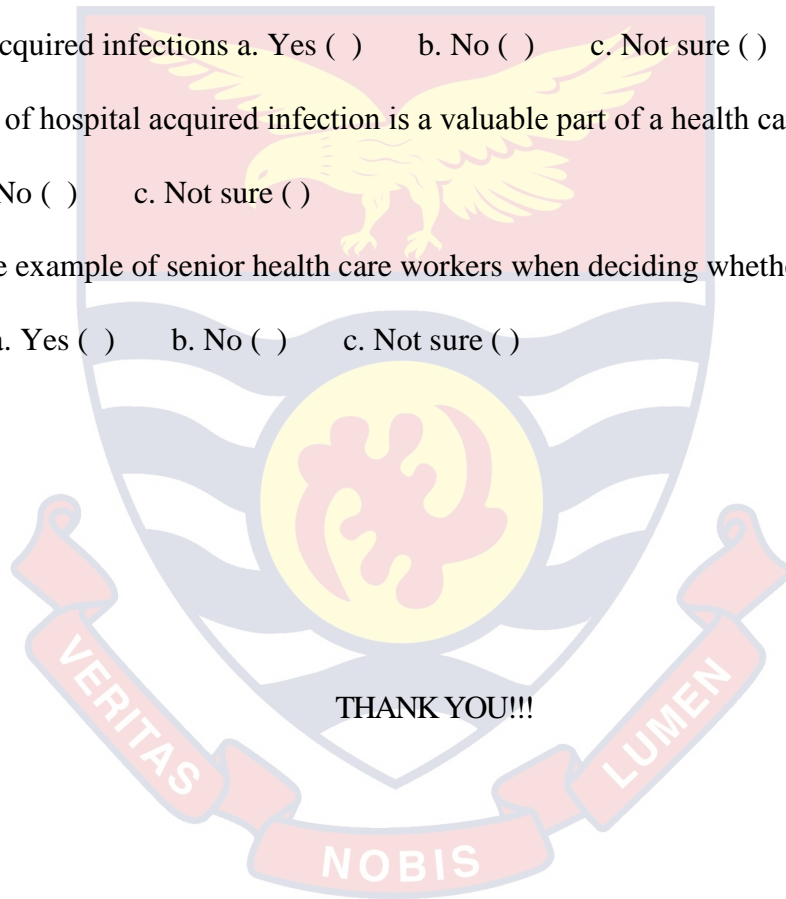 cquired infections a. Yes ( ) b. No ( ) c. Not sure ( )
of hospital acquired infection is a valuable part of a health ca
No ( ) c. Not sure ( )
e example of senior health care workers when deciding wheth
a. Yes ( ) b. No ( ) c. Not sure ( )
THANK YOU!!!
VERITAS
NOBIS
LUMEN